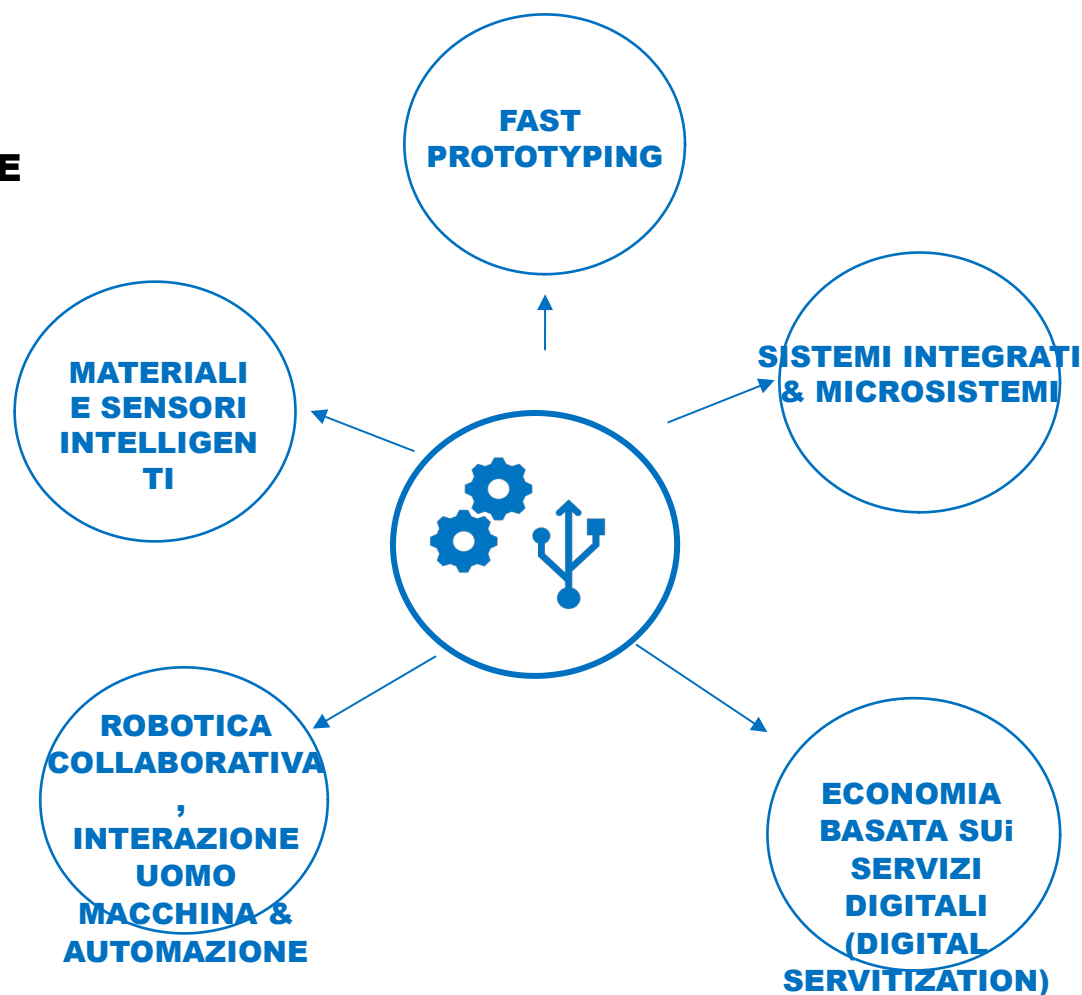 E
FAST
PROTOTYPING
SISTEMI INTEGRATI
& MICROSISTEMI
MATERIALI
E SENSORI
INTELLIGEN
TI
ROBOTICA
COLLABORATIVA
,
INTERAZIONE
UOMO
MACCHINA &
AUTOMAZIONE
ECONOMIA
BASATA SUi
SERVIZI
DIGITALI
(DIGITAL
SERVITIZATION)